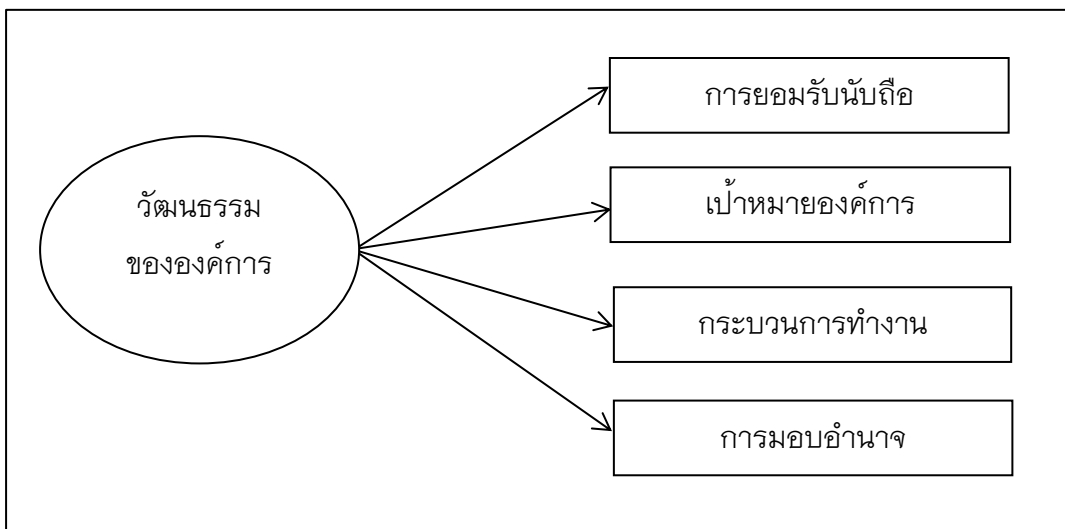 วัฒนธรรม
ขององค์การ
การยอมรับนับถือ
เป้าหมายองค์การ
กระบวนการทำงาน
การมอบอำนาจ